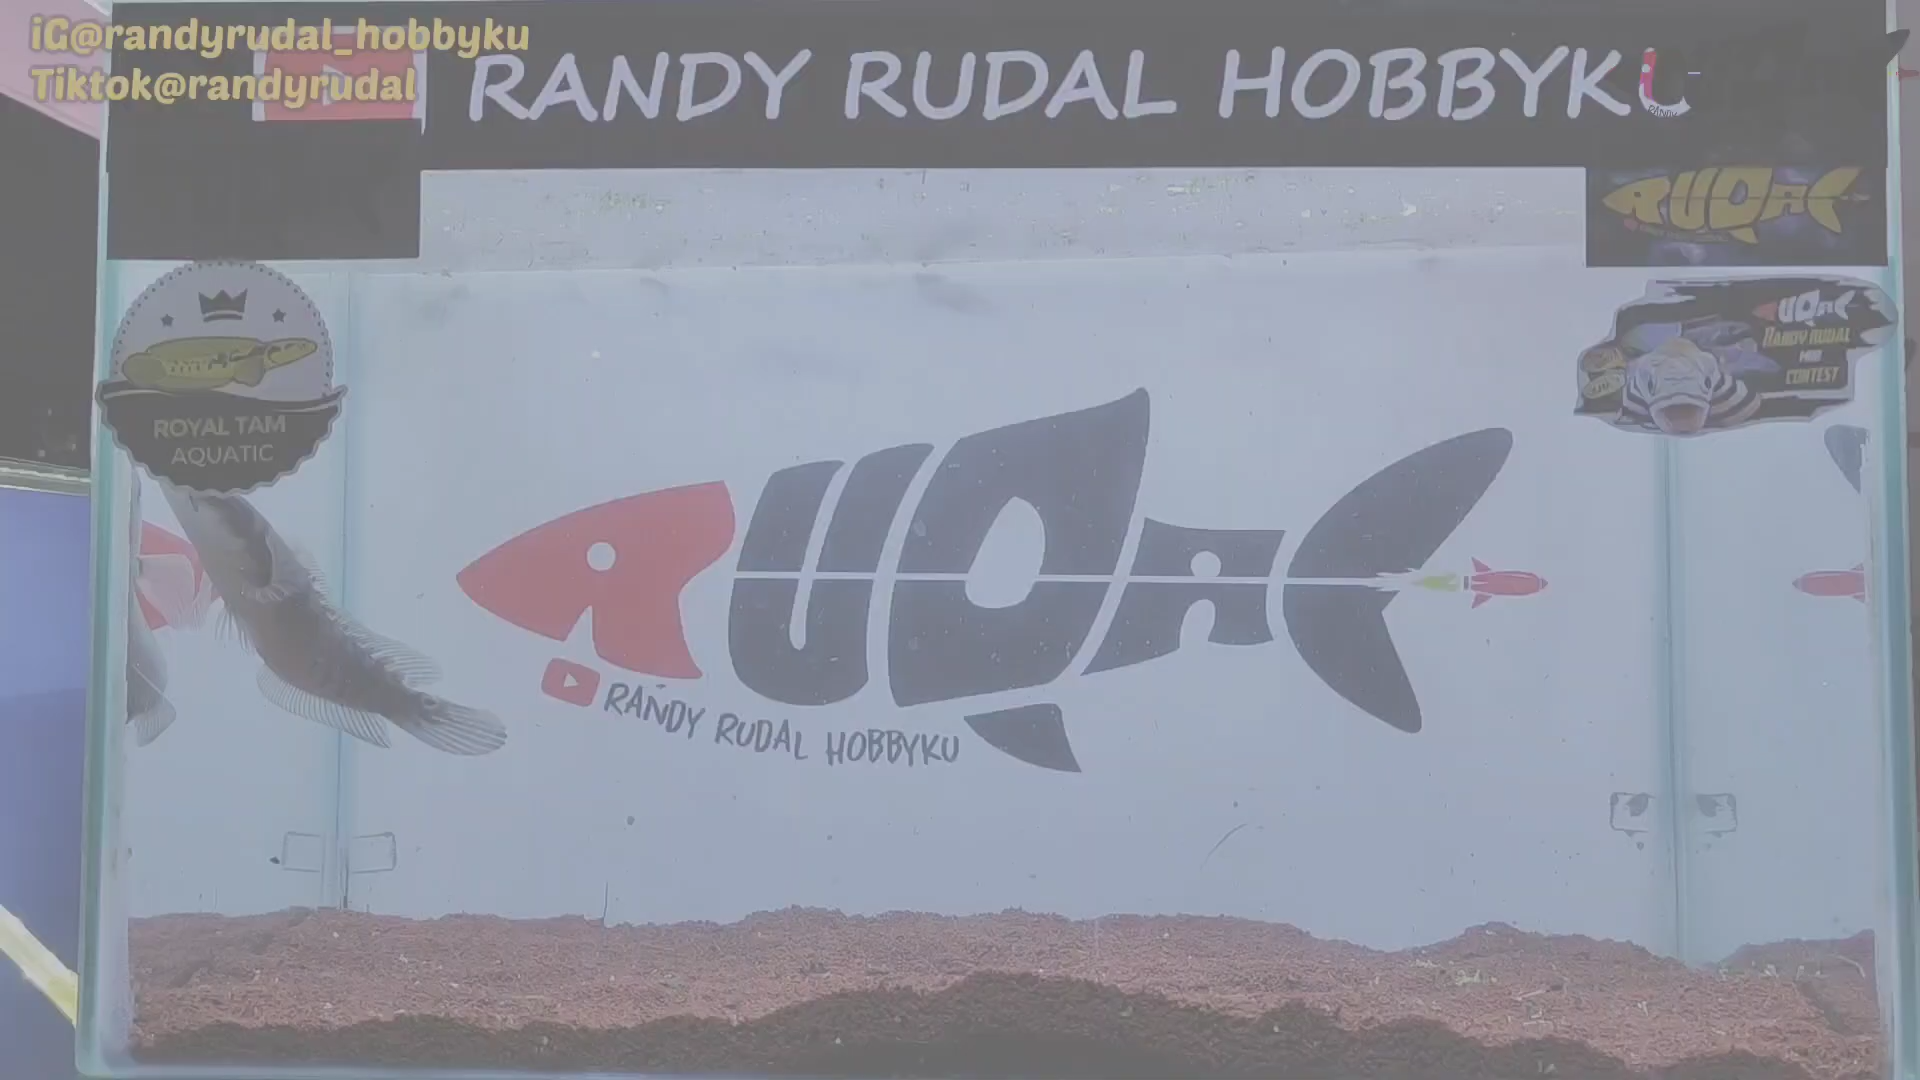 iG@randyrudal_hobbyku
Tiktok@randyrudal
RANDY RUDAL HOBBYKU
RANDY
RUDAL
ROYAL TAM
AQUATIC
RUDAL
RANDY RUDAL
CONTEST
RUDAL
RANDY RUDAL HOBBYKU